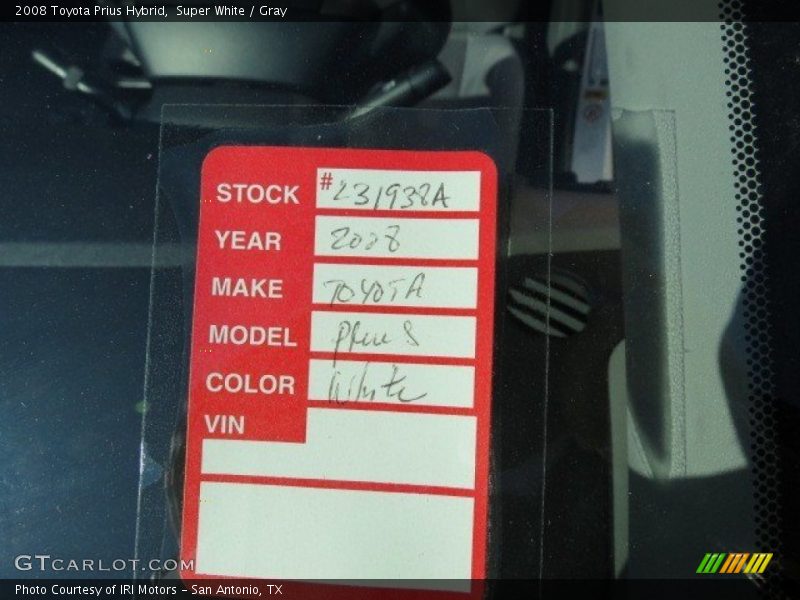 2008 Toyota Prius Hybrid,  Super White / Gray
STOCK #231938A
YEAR 2008
MAKE TOYOTA
MODEL Prius
COLOR White
VIN
GTCARLOT.COM
Photo Courtesy of IRI Motors – San Antonio, TX